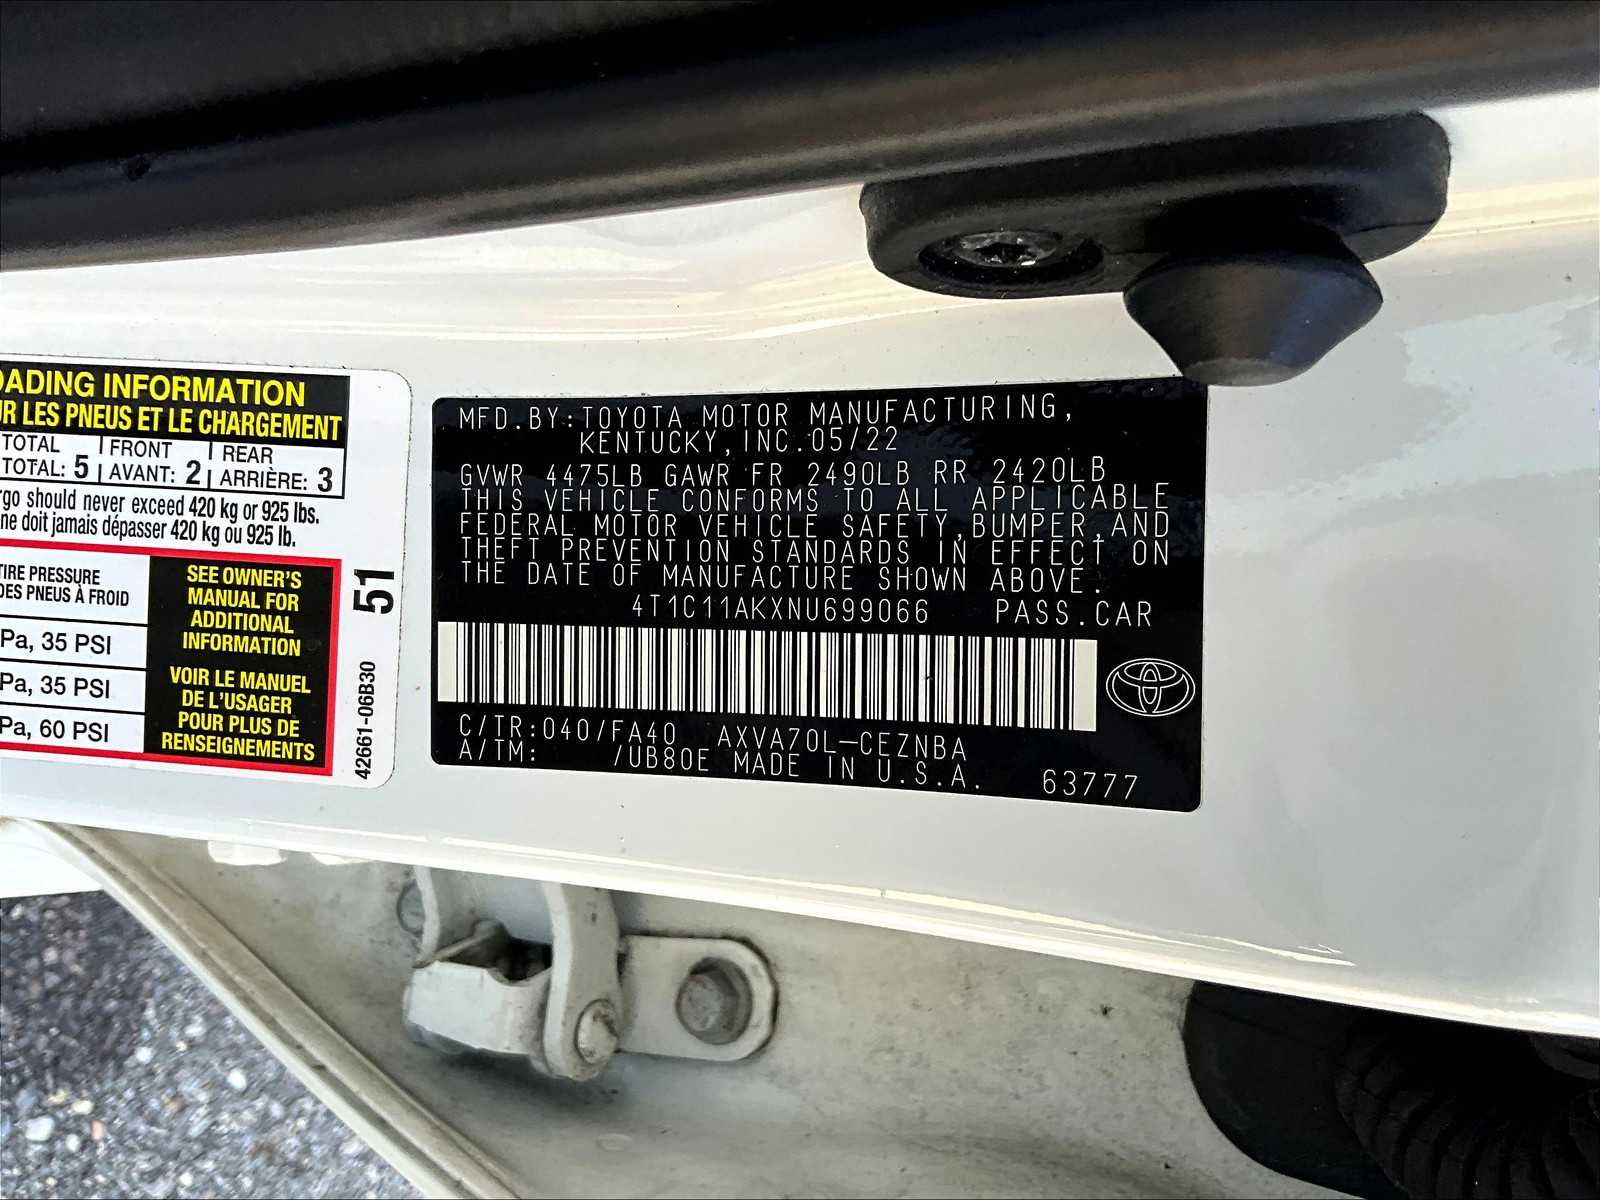 OADING INFORMATION
UR LES PNEUS ET LE CHARGEMENT
TOTAL | FRONT | REAR
TOTAL: 5 | AVANT: 2 | ARRIÈRE: 3
rgo should never exceed 420 kg or 925 lbs.
ne doit jamais dépasser 420 kg ou 925 lb.
TIRE PRESSURE
DES PNEUS À FROID
Pa, 35 PSI
Pa, 35 PSI
Pa, 60 PSI
SEE OWNER'S
MANUAL FOR
ADDITIONAL
INFORMATION
VOIR LE MANUEL
DE L'USAGER
POUR PLUS DE
RENSEIGNEMENTS
51
42661-06B30
MFD.BY:TOYOTA MOTOR MANUFACTURING,
KENTUCKY,INC.05/22
GVWR 4475LB GAWR FR 2490LB RR 2420LB
THIS VEHICLE CONFORMS TO ALL APPLICABLE
FEDERAL MOTOR VEHICLE SAFETY,BUMPER,AND
THEFT PREVENTION STANDARDS IN EFFECT ON
THE DATE OF MANUFACTURE SHOWN ABOVE.
4T1C11AKXNU699066 PASS.CAR
C/TR:040/FA40 AXVA70L-CEZNBA
A/TM: /UB80E MADE IN U.S.A.
63777